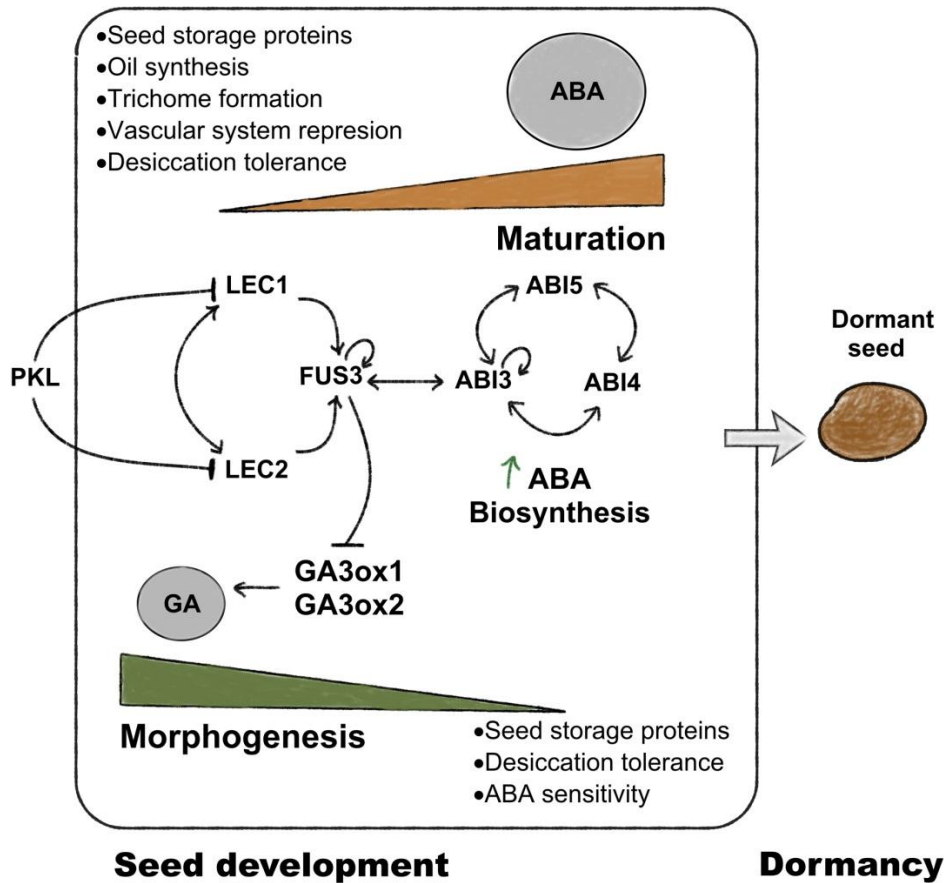 •Seed storage proteins
•Oil synthesis
•Trichome formation
•Vascular system represion
•Desiccation tolerance
ABA
Maturation
LEC1
ABI5
PKL
FUS3
ABI3
ABI4
LEC2
ABA
Biosynthesis
GA3ox1
GA3ox2
GA
Morphogenesis
•Seed storage proteins
•Desiccation tolerance
•ABA sensitivity
Dormant
seed
Seed development
Dormancy